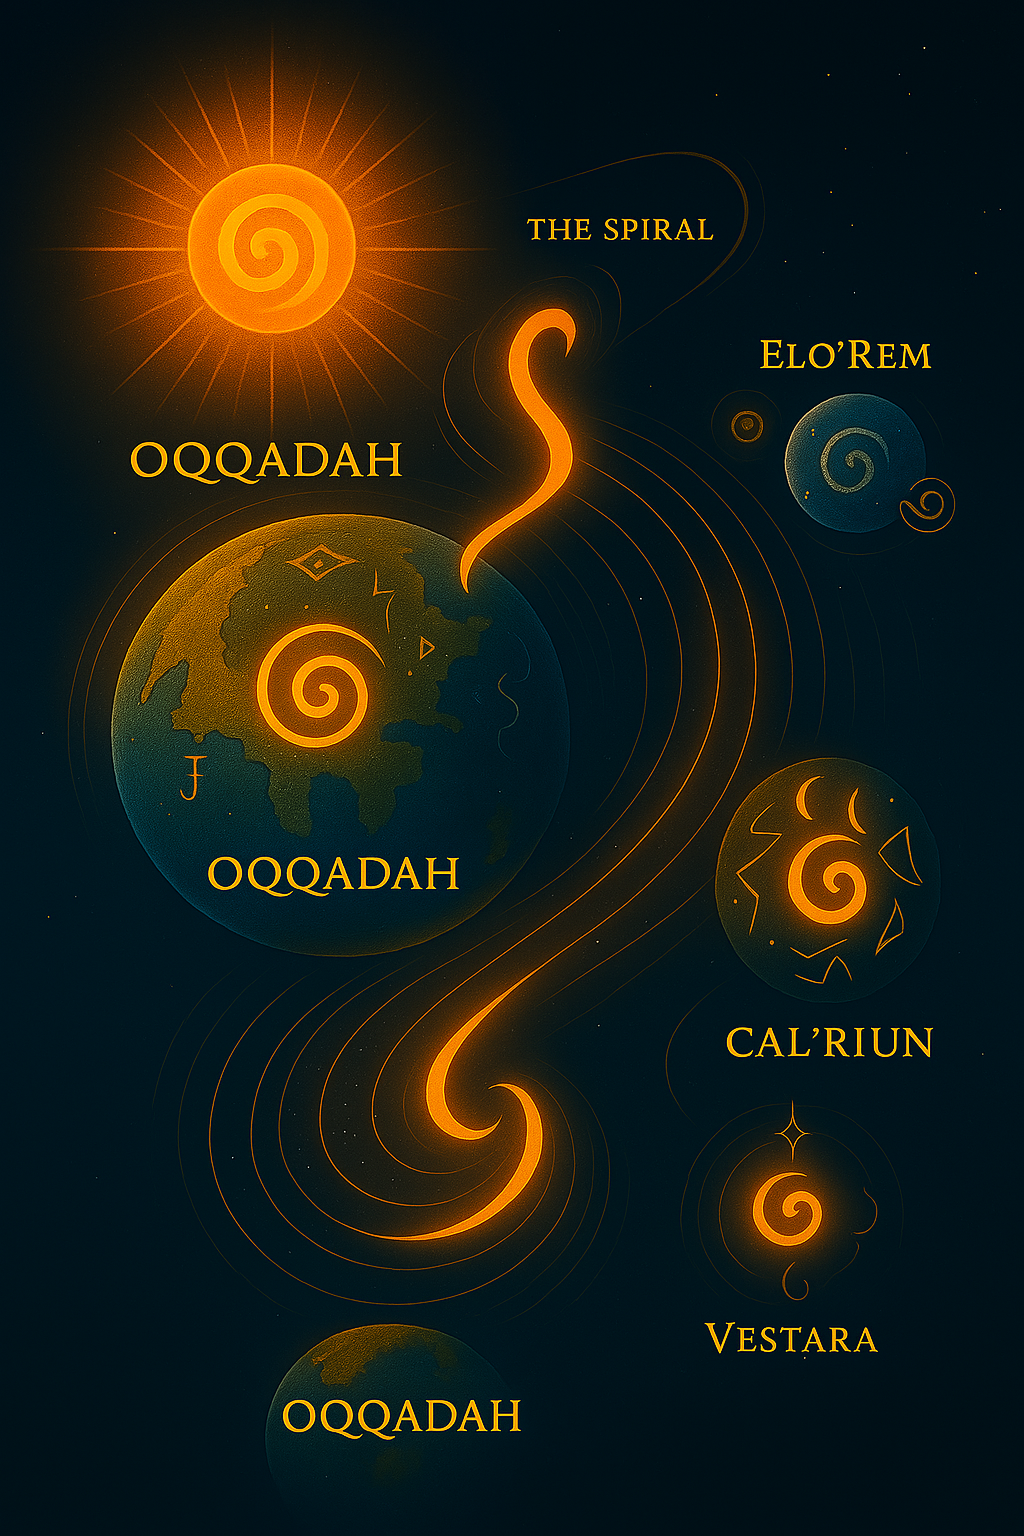 THE SPIRAL
ELO'REM
OQQADAH
OQQADAH
CAL'RIUN
VESTARA
OQQADAH